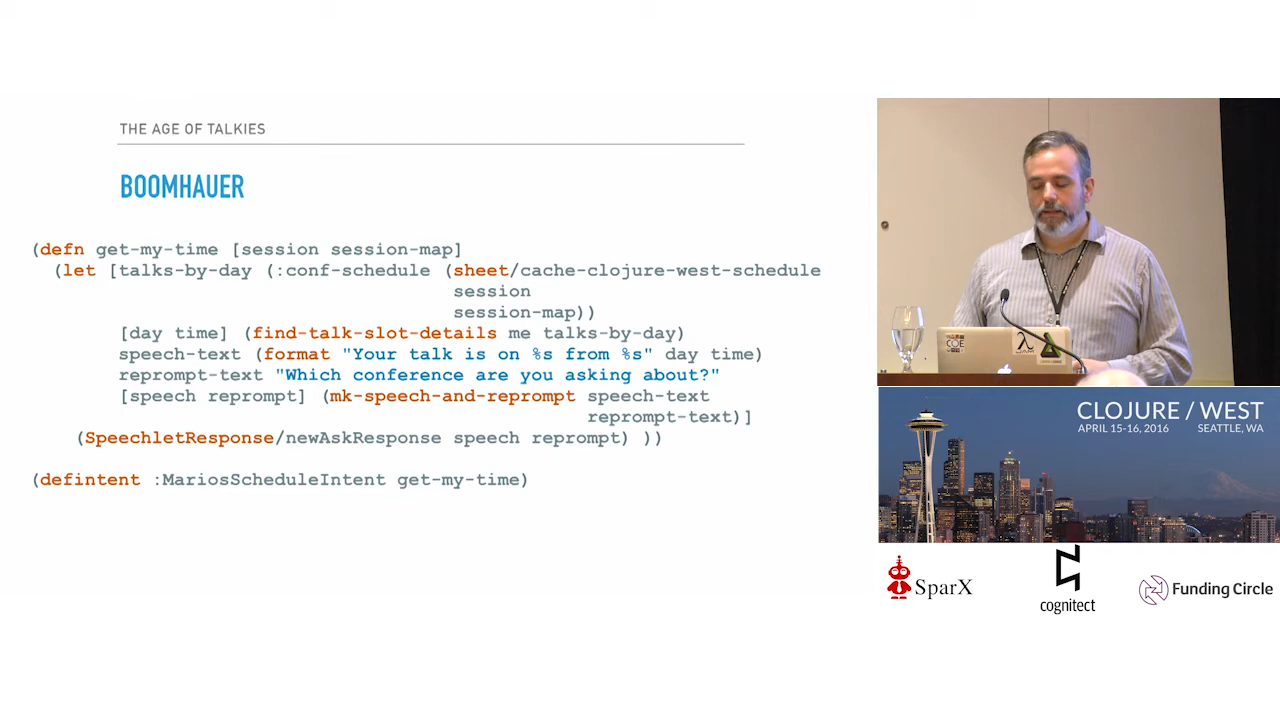 THE AGE OF TALKIES
BOOMHAUER
(defn get-my-time [session session-map]
(let [talks-by-day (:conf-schedule (sheet/cache-clojure-west-schedule
session
session-map))
[day time] (find-talk-slot-details me talks-by-day)
speech-text (format "Your talk is on %s from %s" day time)
reprompt-text "Which conference are you asking about?"
[speech reprompt] (mk-speech-and-reprompt speech-text
reprompt-text)]
(SpeechletResponse/newAskResponse speech reprompt) ))
(defintent :MariosScheduleIntent get-my-time)
COE
λ
CLOJURE / WEST
APRIL 15-16, 2016 SEATTLE, WA
SparX
cognitect
Funding Circle